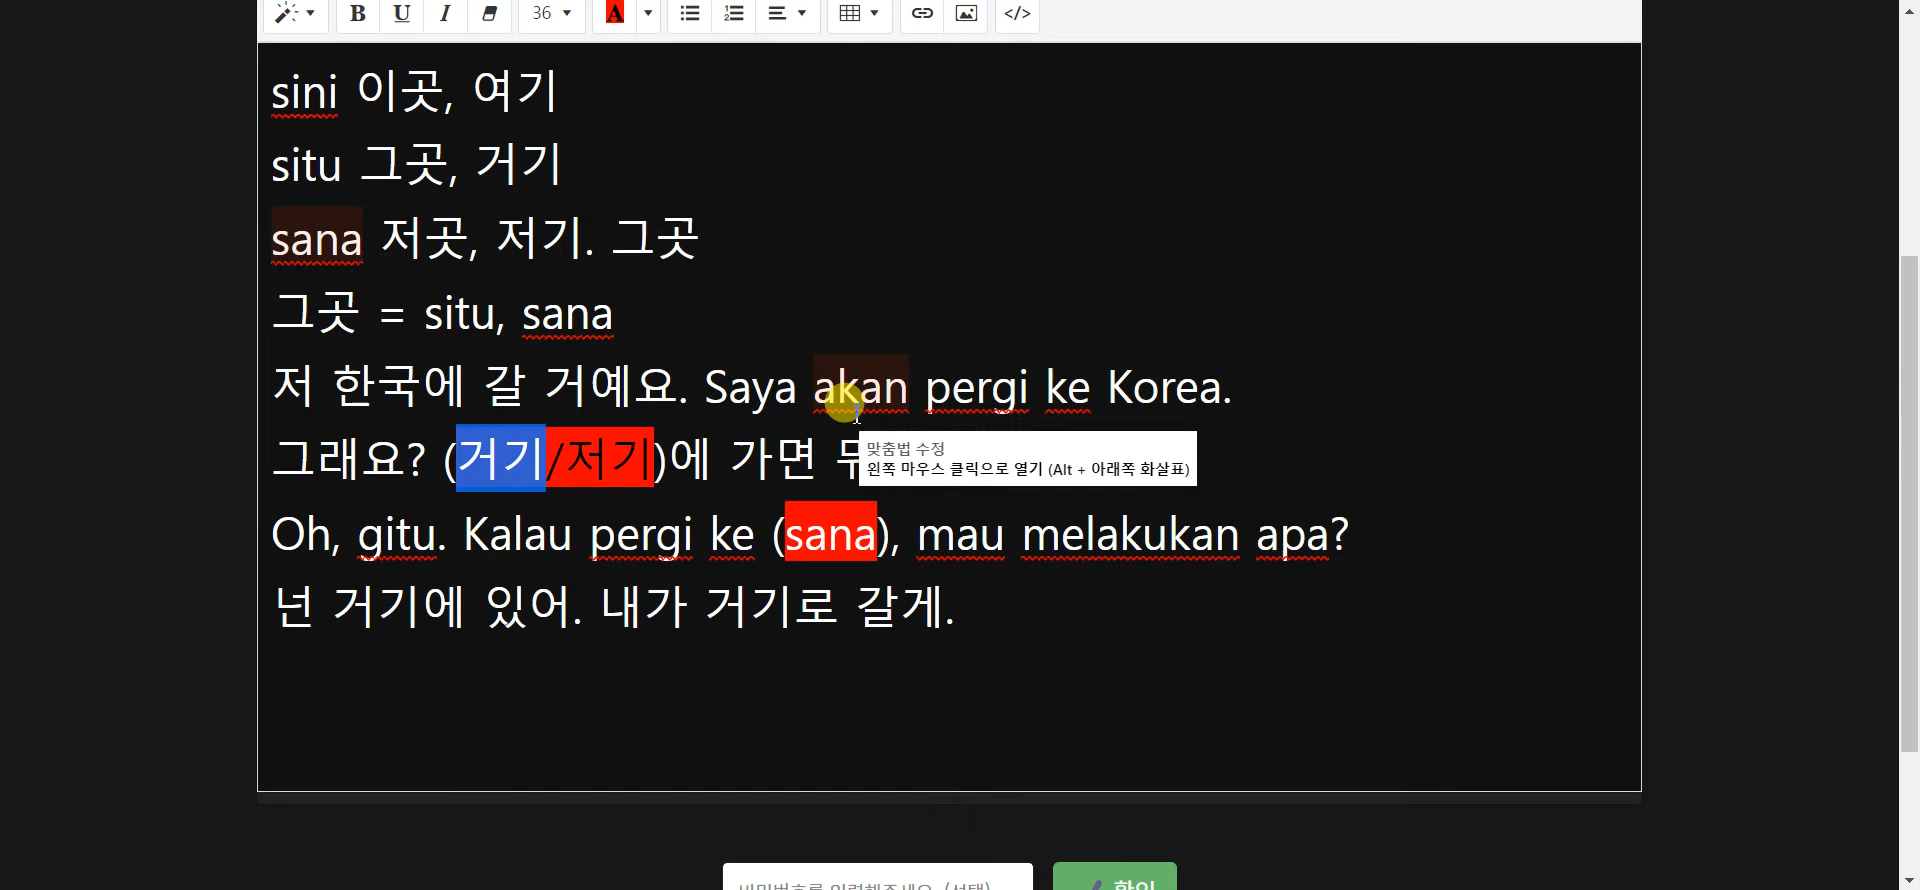 B U I 36 A </>
sini 이곳, 여기
situ 그곳, 거기
sana 저곳, 저기. 그곳
그곳 = situ, sana
저 한국에 갈 거예요. Saya akan pergi ke Korea.
그래요? (거기/저기)에 가면
맞춤법 수정
왼쪽 마우스 클릭으로 열기 (Alt + 아래쪽 화살표)
Oh, gitu. Kalau pergi ke (sana), mau melakukan apa?
넌 거기에 있어. 내가 거기로 갈게.